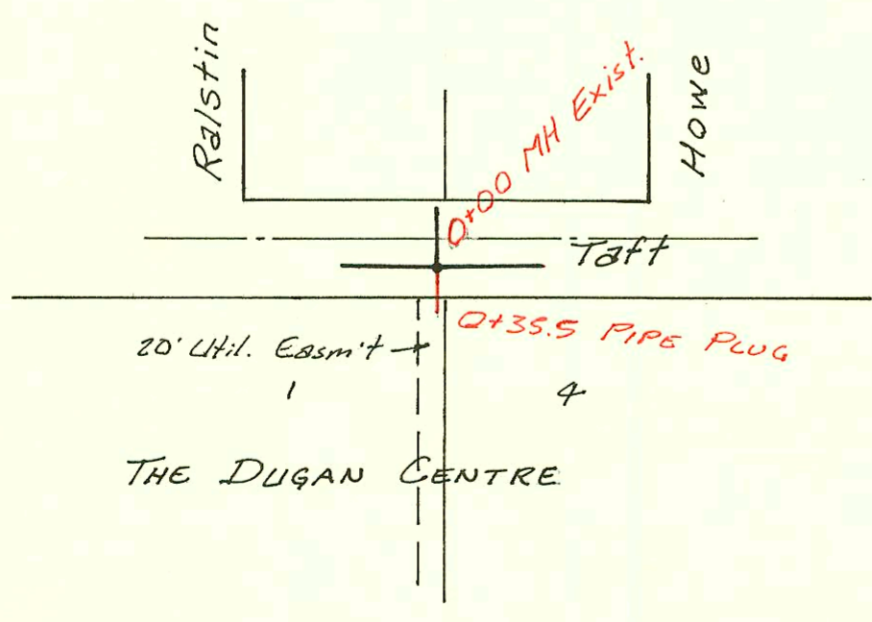 Ralstin
Howe
0+00 MH Exist.
Taft
0+35.5 PIPE PLUG
20' Util. Easm't
1
4
THE DUGAN CENTRE